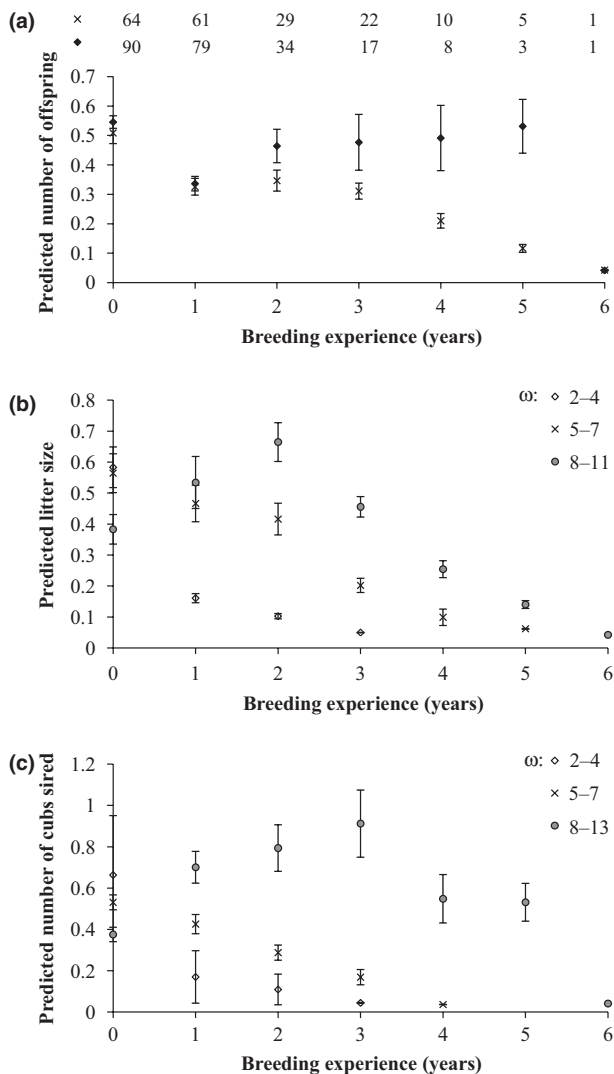 (a) × 64 61 29 22 10 5 1
◆ 90 79 34 17 8 3 1
Predicted number of offspring
0.7
0.6
0.5
0.4
0.3
0.2
0.1
0
0 1 2 3 4 5 6
Breeding experience (years)
(b)
Predicted litter size
0.8
0.7
0.6
0.5
0.4
0.3
0.2
0.1
0
ω: ◇ 2–4
× 5–7
● 8–11
0 1 2 3 4 5 6
Breeding experience (years)
(c)
Predicted number of cubs sired
1.2
1
0.8
0.6
0.4
0.2
0
ω: ◇ 2–4
× 5–7
● 8–13
0 1 2 3 4 5 6
Breeding experience (years)